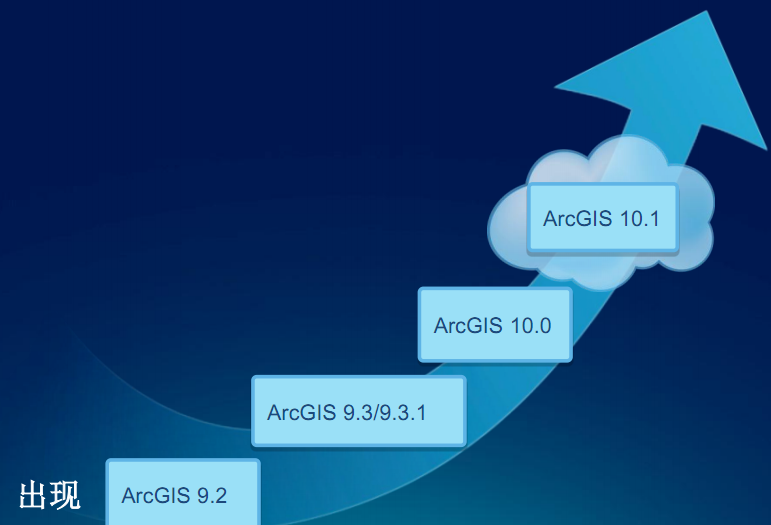 ArcGIS 10.1
ArcGIS 10.0
ArcGIS 9.3/9.3.1
出现
ArcGIS 9.2